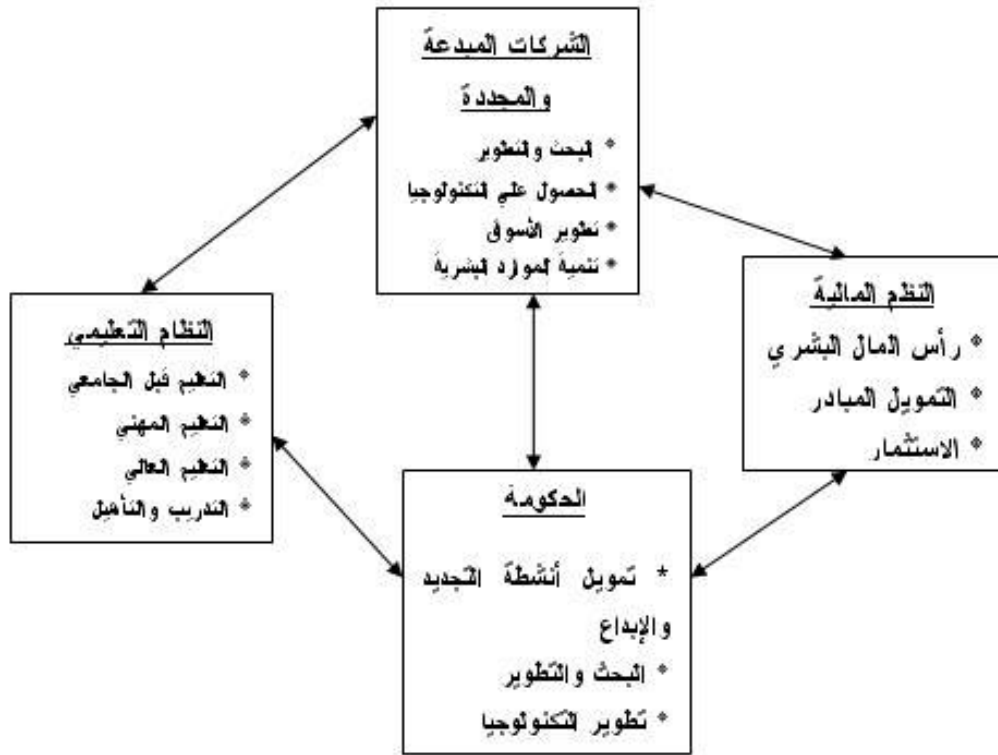 الشركات المبدعة
والمجددة
* البحث والتطوير
* الحصول علي التكنولوجيا
* تطوير الأسوق
* تنمية الموارد البشرية
النظم المالية
* رأس المال البشري
* التمويل المبادر
* الاستثمار
النظام التعليمي
* التعليم قبل الجامعي
* التعليم المهني
* التعليم العالي
* التدريب والتأهيل
الحكومة
* تمويل أنشطة التجديد
والإبداع
* البحث والتطوير
* تطوير التكنولوجيا